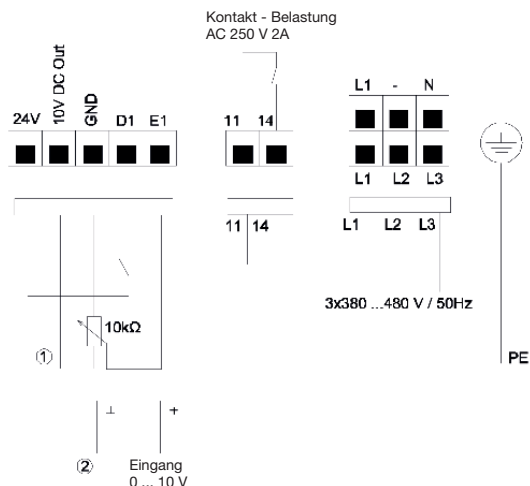 Kontakt - Belastung
AC 250 V 2A
24V 10V DC Out GND D1 E1
11 14
L1 - N
L1 L2 L3
11 14
L1 L2 L3
3x380 ...480 V / 50Hz
10kΩ
①
PE
⊥ +
② Eingang
0 ... 10 V